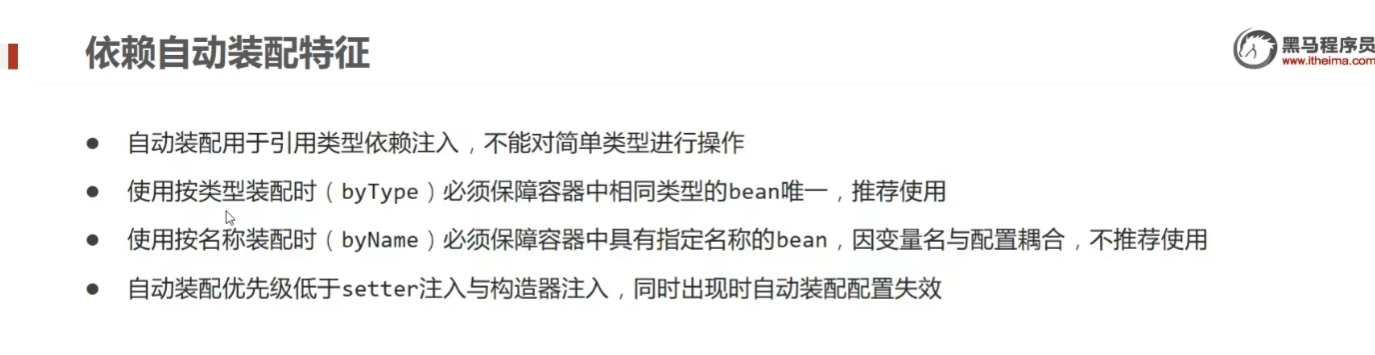 依赖自动装配特征
黑马程序员
www.itheima.com
● 自动装配用于引用类型依赖注入，不能对简单类型进行操作
● 使用按类型装配时（byType）必须保障容器中相同类型的bean唯一，推荐使用
● 使用按名称装配时（byName）必须保障容器中具有指定名称的bean，因变量名与配置耦合，不推荐使用
● 自动装配优先级低于setter注入与构造器注入，同时出现时自动装配配置失效